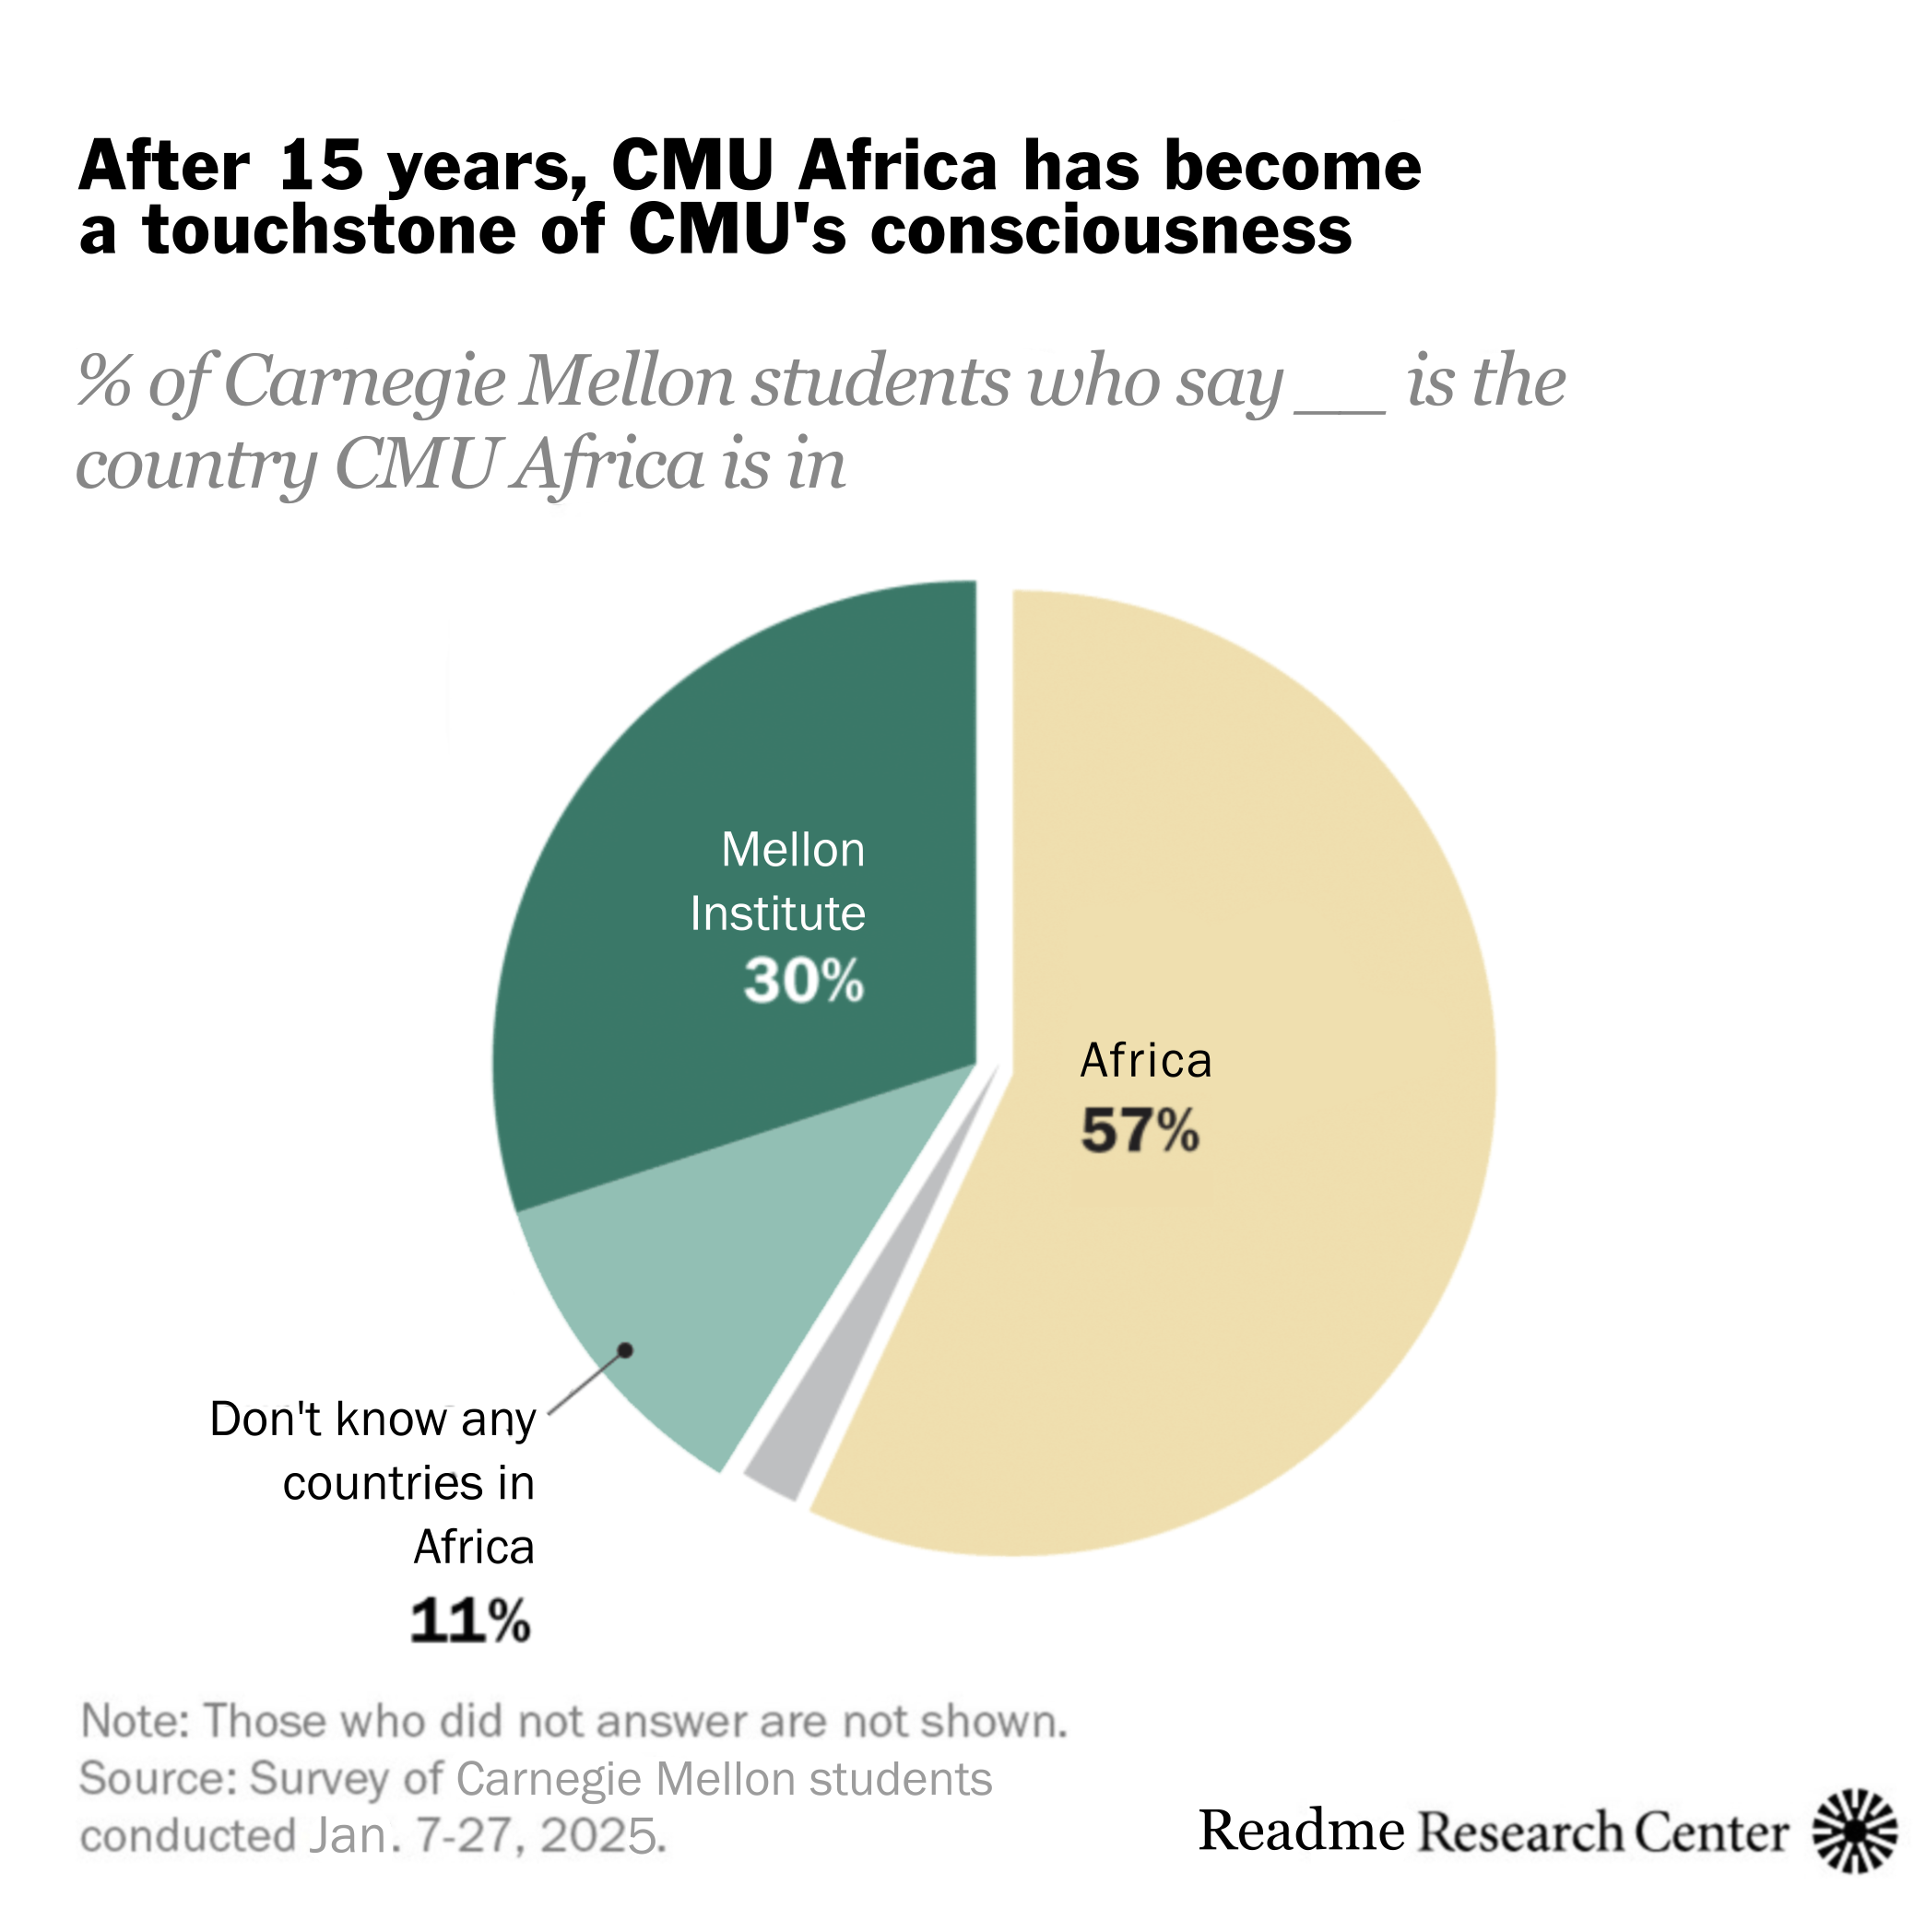 After 15 years, CMU Africa has become
a touchstone of CMU's consciousness
% of Carnegie Mellon students who say ___ is the
country CMU Africa is in
Mellon
Institute
30%
Africa
57%
Don't know any
countries in
Africa
11%
Note: Those who did not answer are not shown.
Source: Survey of Carnegie Mellon students
conducted Jan. 7-27, 2025.
Readme Research Center